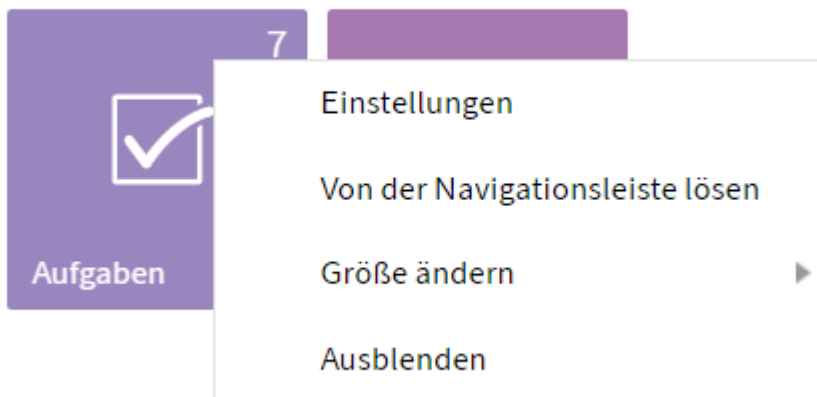 7
Aufgaben
Einstellungen
Von der Navigationsleiste lösen
Größe ändern
Ausblenden